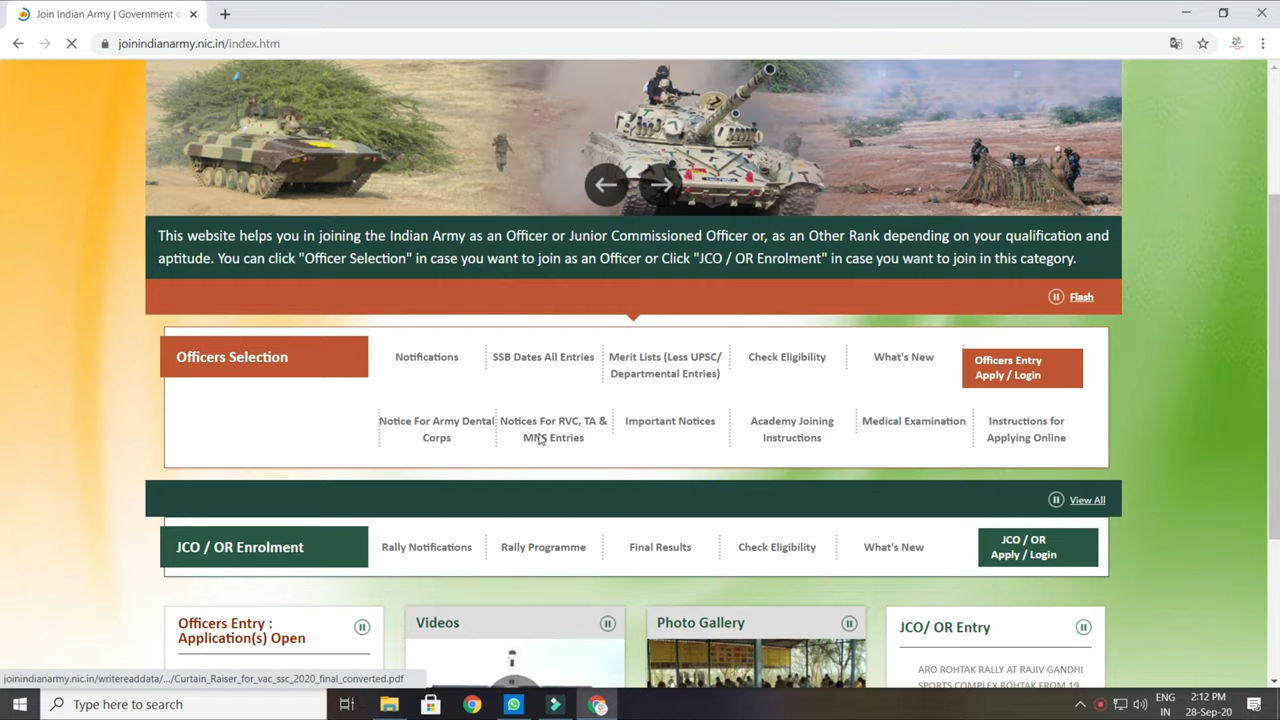 Join Indian Army | Government o
joinindianarmy.nic.in/index.htm
This website helps you in joining the Indian Army as an Officer or Junior Commissioned Officer or, as an Other Rank depending on your qualification and
aptitude. You can click "Officer Selection" in case you want to join as an Officer or Click "JCO / OR Enrolment" in case you want to join in this category.
Flash
Officers Selection
Notifications
SSB Dates All Entries
Merit Lists (Less UPSC/
Departmental Entries)
Check Eligibility
What's New
Officers Entry
Apply / Login
Notice For Army Dental
Corps
Notices For RVC, TA &
MNS Entries
Important Notices
Academy Joining
Instructions
Medical Examination
Instructions for
Applying Online
View All
JCO / OR Enrolment
Rally Notifications
Rally Programme
Final Results
Check Eligibility
What's New
JCO / OR
Apply / Login
Officers Entry :
Application(s) Open
Videos
Photo Gallery
JCO/ OR Entry
ARO ROHTAK RALLY AT RAJIV GANDHI
SPORTS COMPLEX ROHTAK FROM 19
joinindianarmy.nic.in/writereaddata/.../Curtain_Raiser_for_vac_ssc_2020_final_converted.pdf
Type here to search
ENG
IN
2:12 PM
28-Sep-20